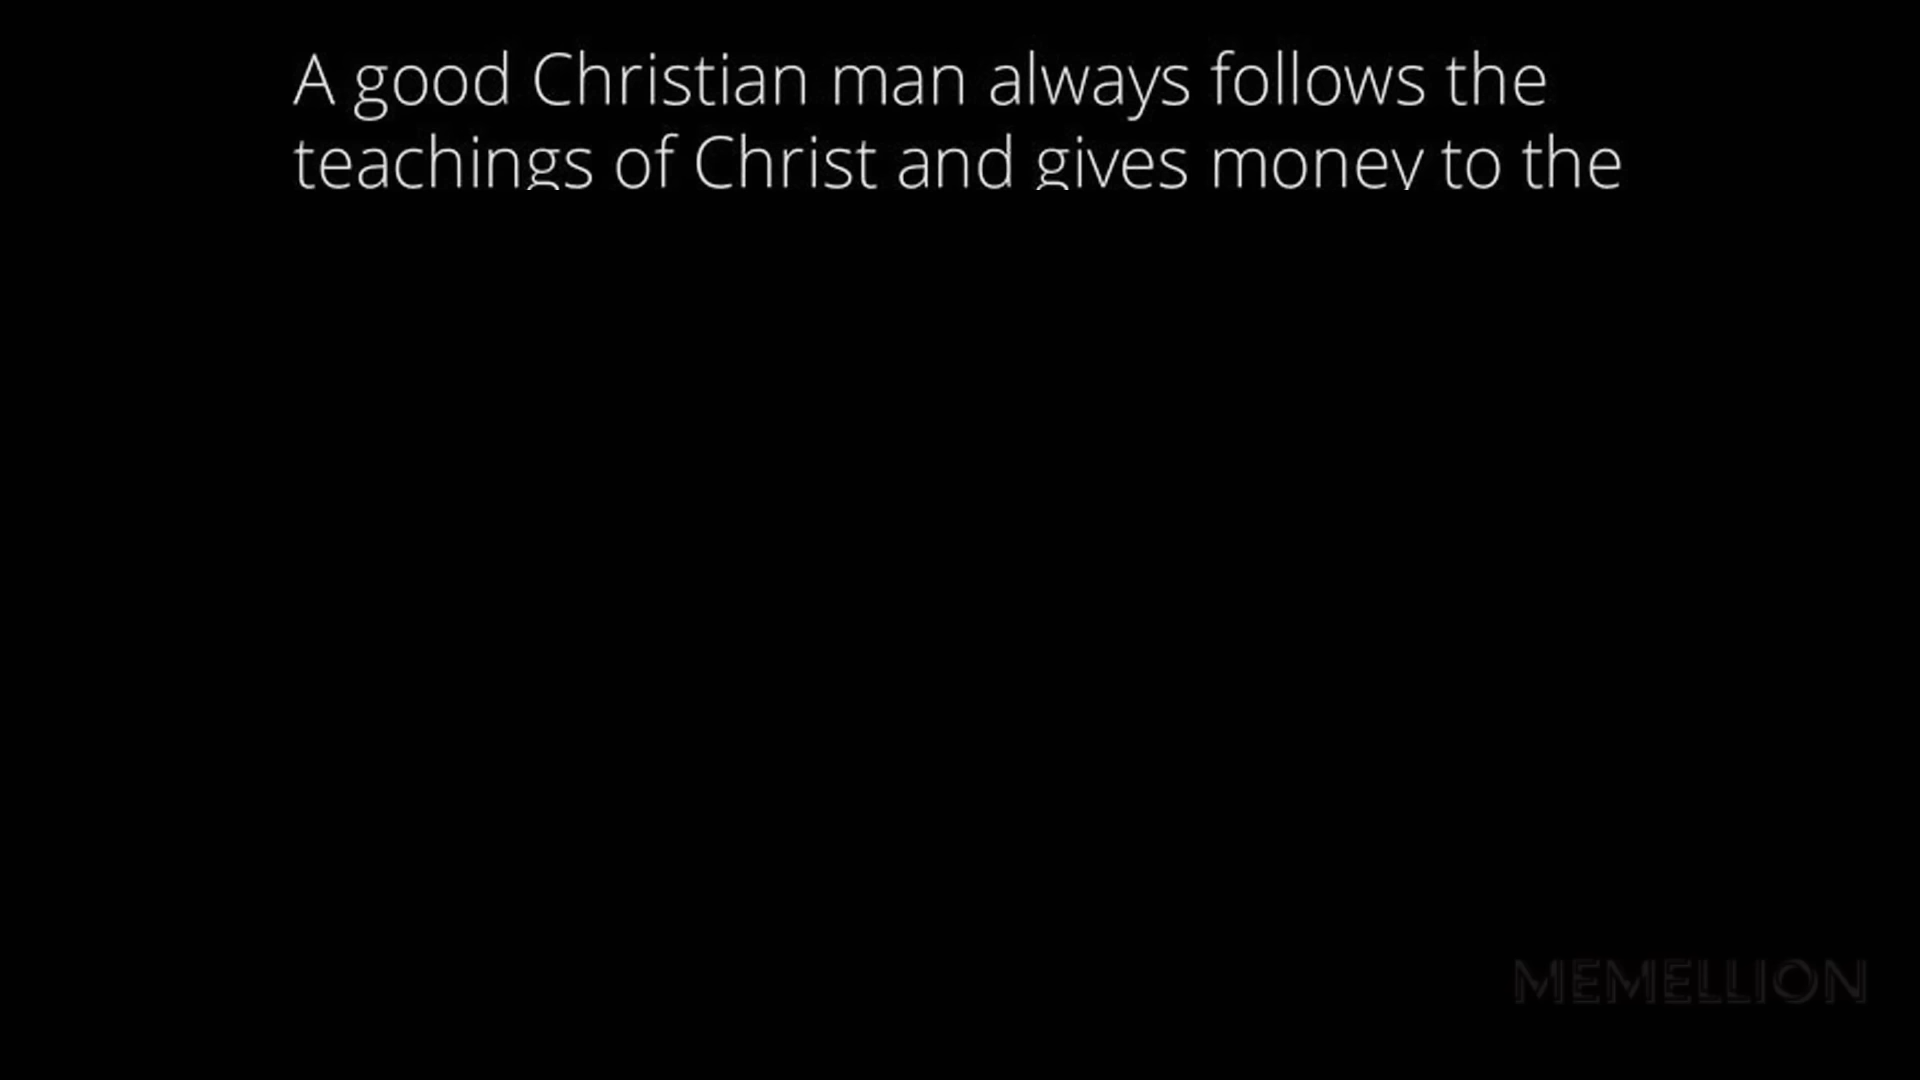 A good Christian man always follows the
teachings of Christ and gives money to the
MEMELLION